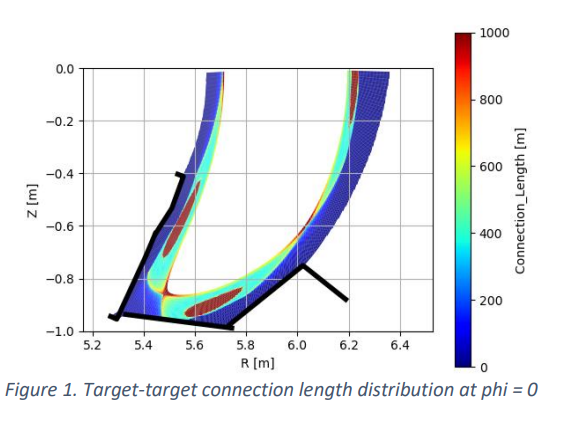 1000
800
600
400
200
0
Connection_Length [m]
0.0
−0.2
−0.4
−0.6
−0.8
−1.0
Z [m]
5.2 5.4 5.6 5.8 6.0 6.2 6.4
R [m]
Figure 1. Target-target connection length distribution at phi = 0